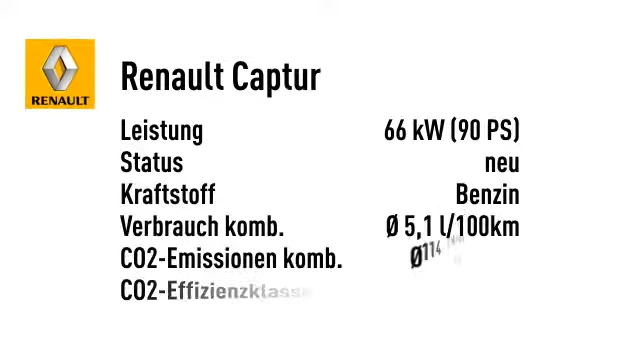 RENAULT
Renault Captur
Leistung 66 kW (90 PS)
Status neu
Kraftstoff Benzin
Verbrauch komb. Ø 5,1 l/100km
CO2-Emissionen komb. Ø 114
CO2-Effizienzklasse